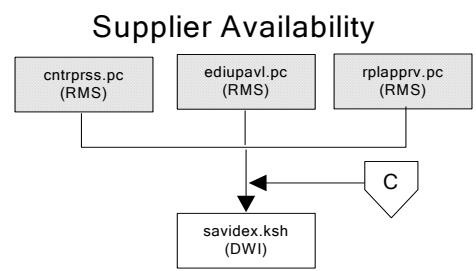 Supplier Availability
cntrprss.pc
(RMS)
ediupavl.pc
(RMS)
rplapprv.pc
(RMS)
C
savidex.ksh
(DWI)